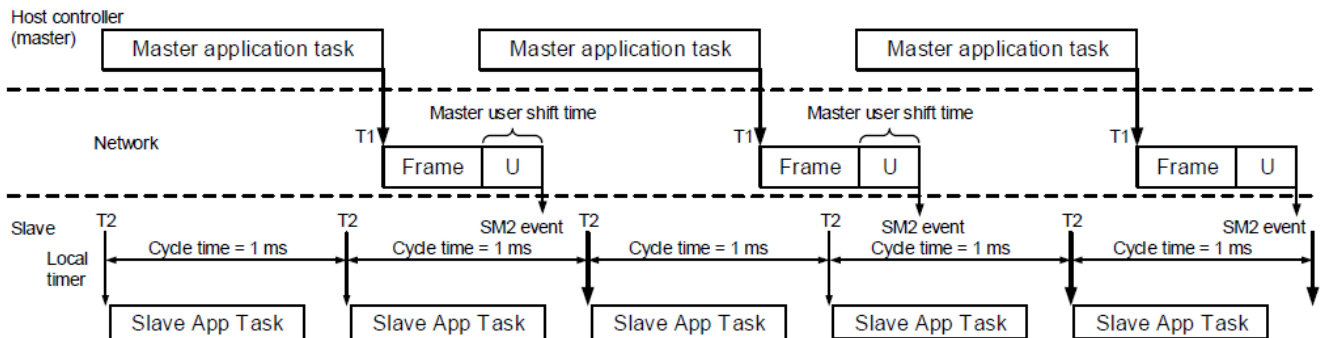 Host controller
(master)
Master application task
Master application task
Master application task
Network
T1
Master user shift time
Frame
U
T1
Master user shift time
Frame
U
T1
Frame
U
Slave
T2
T2
SM2 event
T2
T2
SM2 event
T2
SM2 event
Local
timer
Cycle time = 1 ms
Cycle time = 1 ms
Cycle time = 1 ms
Cycle time = 1 ms
Cycle time = 1 ms
Slave App Task
Slave App Task
Slave App Task
Slave App Task
Slave App Task